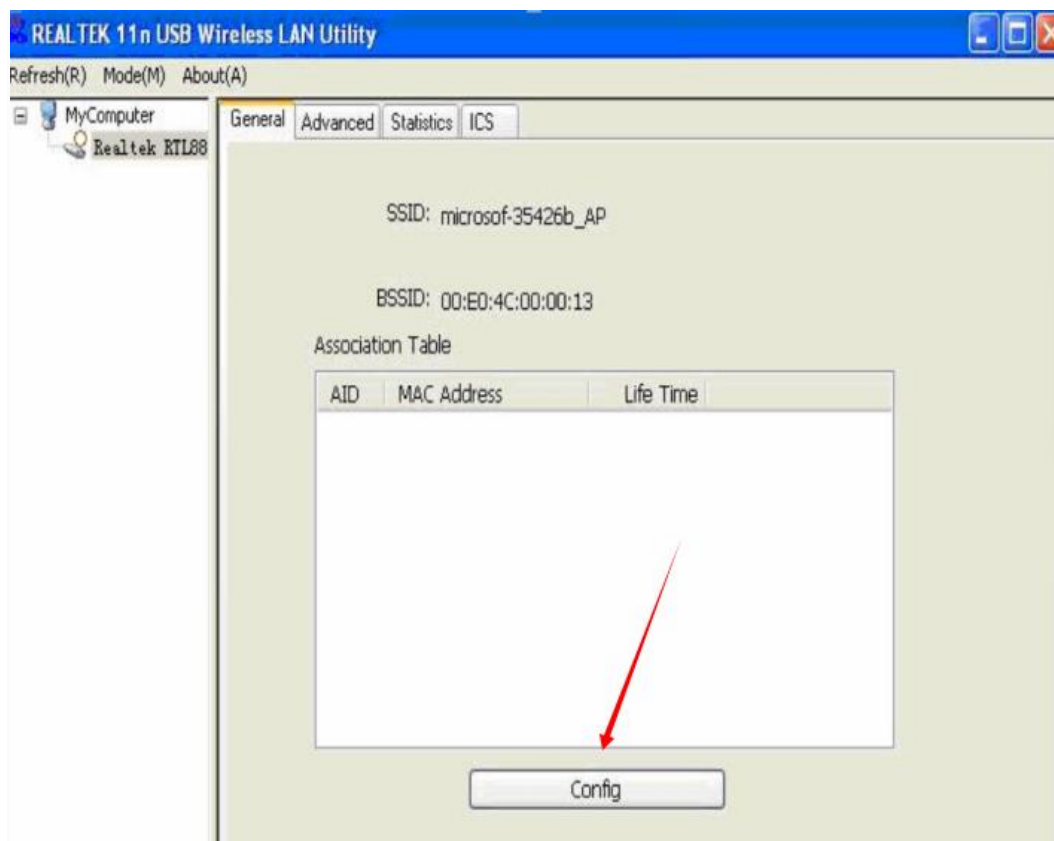 REALTEK 11n USB Wireless LAN Utility
Refresh(R) Mode(M) About(A)
MyComputer
Realtek RTL88
General Advanced Statistics ICS
SSID: microsof-35426b_AP
BSSID: 00:E0:4C:00:00:13
Association Table
AID MAC Address Life Time
Config